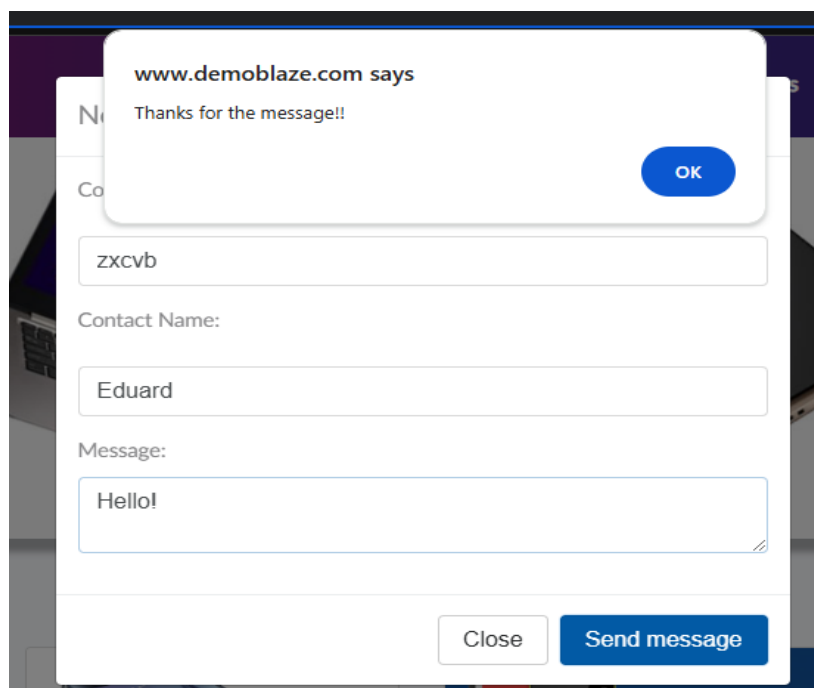 www.demoblaze.com says
Thanks for the message!!
OK
zxcvb
Contact Name:
Eduard
Message:
Hello!
Close
Send message